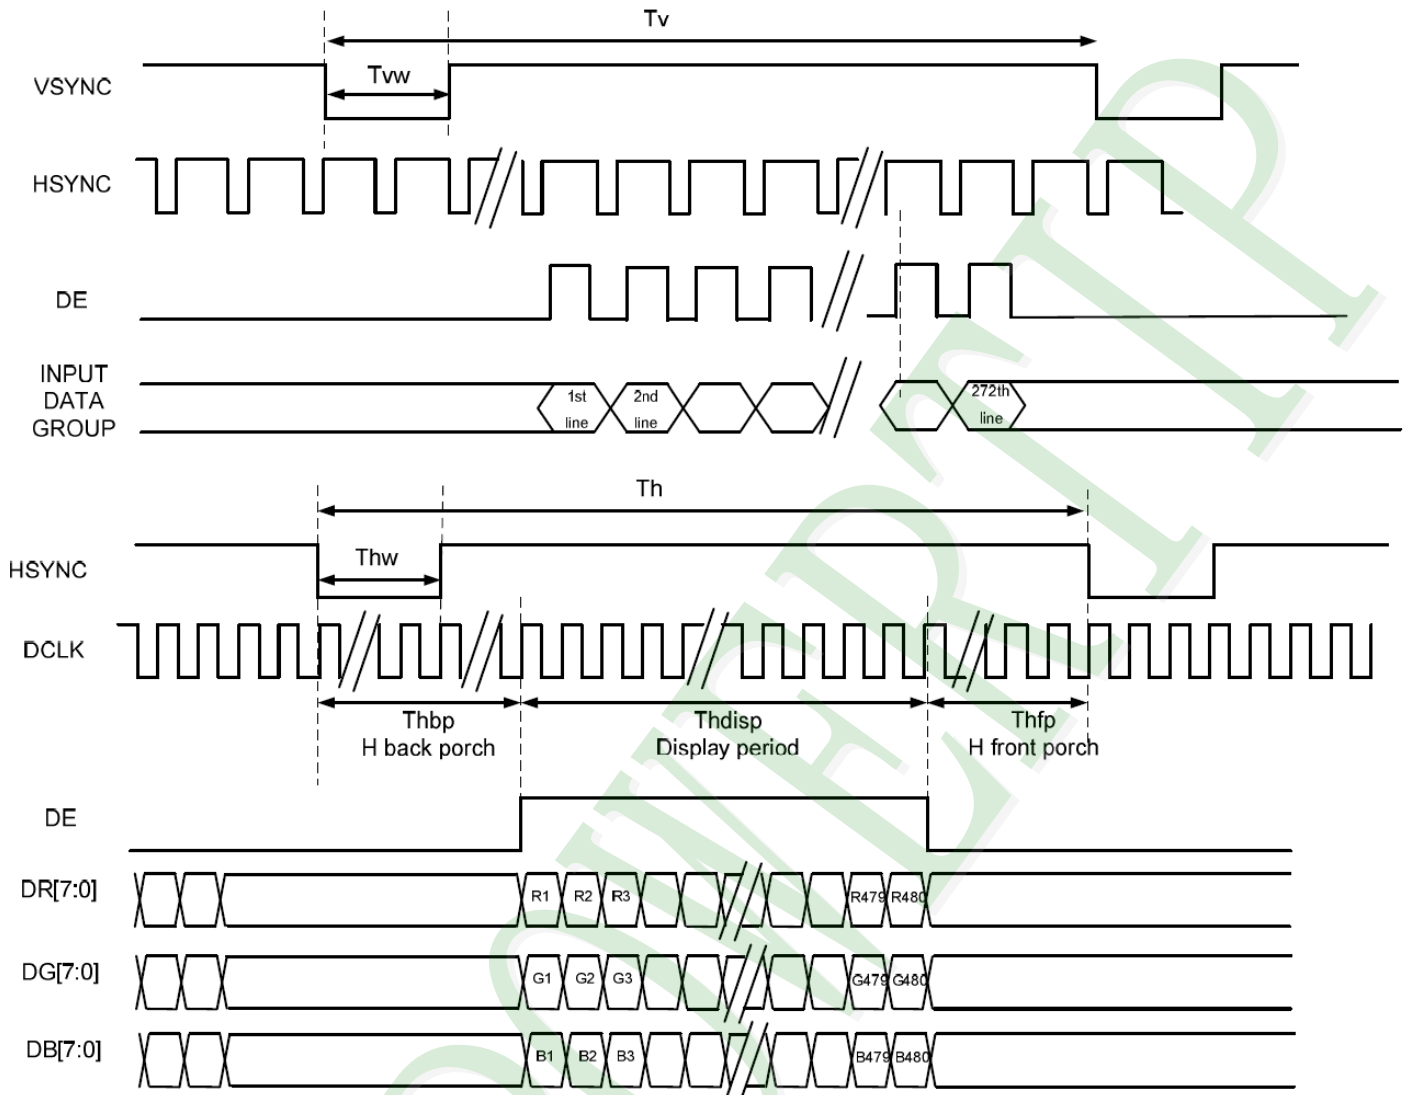 Tv
VSYNC
Tvw
HSYNC
DE
INPUT
DATA
GROUP
1st
line
2nd
line
272th
line
Th
HSYNC
Thw
DCLK
Thbp
H back porch
Thdisp
Display period
Thfp
H front porch
DE
DR[7:0]
R1 R2 R3 R479 R480
DG[7:0]
G1 G2 G3 G479 G480
DB[7:0]
B1 B2 B3 B479 B480
POWERTIP